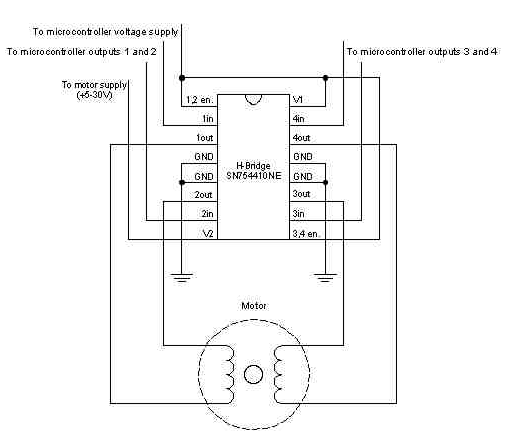 To microcontroller voltage supply
To microcontroller outputs 1 and 2
To microcontroller outputs 3 and 4
To motor supply
(+5-30V)
1,2 en.
V1
1in
4in
1out
4out
GND
GND
H-Bridge
SN754410NE
GND
GND
2out
3out
2in
3in
V2
3,4 en.
Motor